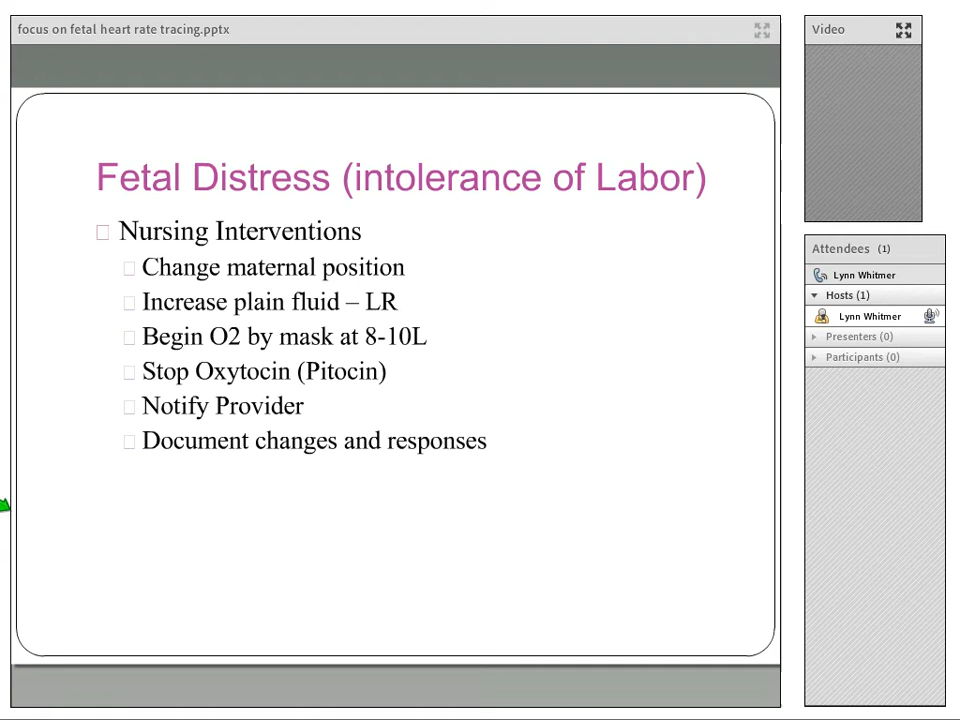 focus on fetal heart rate tracing.pptx
Fetal Distress (intolerance of Labor)
Nursing Interventions
Change maternal position
Increase plain fluid – LR
Begin O2 by mask at 8-10L
Stop Oxytocin (Pitocin)
Notify Provider
Document changes and responses
Video
Attendees (1)
Lynn Whitmer
Hosts (1)
Lynn Whitmer
Presenters (0)
Participants (0)